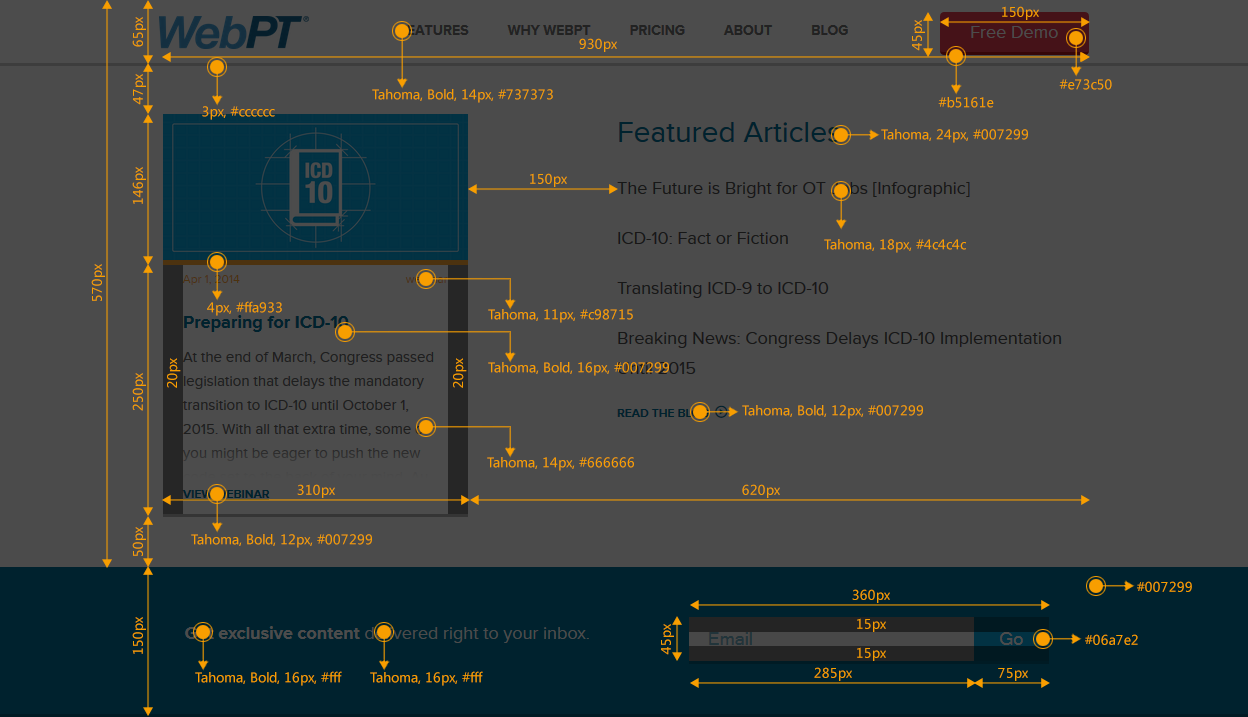 WebPT
FEATURES WHY WEBPT PRICING ABOUT BLOG
Free Demo
65px
45px
150px
930px
47px
3px, #cccccc
Tahoma, Bold, 14px, #737373
#b5161e
#e73c50
ICD
10
146px
150px
Featured Articles
Tahoma, 24px, #007299
The Future is Bright for OT [Infographic]
Tahoma, 18px, #4c4c4c
ICD-10: Fact or Fiction
Translating ICD-9 to ICD-10
Breaking News: Congress Delays ICD-10 Implementation
2015
READ THE
Tahoma, Bold, 12px, #007299
570px
Apr 1, 2014
4px, #ffa933
Tahoma, 11px, #c98715
Preparing for ICD-10
Tahoma, Bold, 16px, #007299
250px
20px
20px
At the end of March, Congress passed
legislation that delays the mandatory
transition to ICD-10 until October 1,
2015. With all that extra time, some
you might be eager to push the new
Tahoma, 14px, #666666
VIEW WEBINAR
310px
620px
Tahoma, Bold, 12px, #007299
50px
150px
#007299
360px
Get exclusive content delivered right to your inbox.
Tahoma, Bold, 16px, #fff
Tahoma, 16px, #fff
45px
15px
Email
15px
Go
#06a7e2
285px
75px